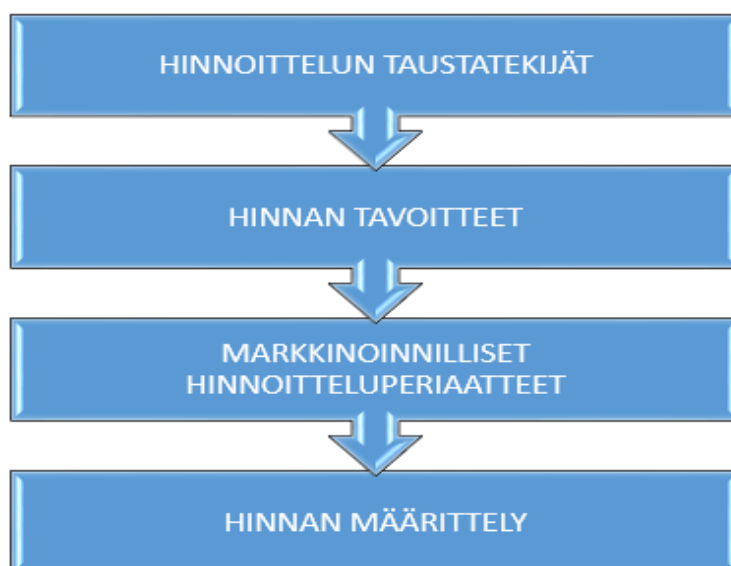 HINNOITTELUN TAUSTATEKIJÄT
HINNAN TAVOITTEET
MARKKINOINNILLISET
HINNOITTELUPERIAATTEET
HINNAN MÄÄRITTELY